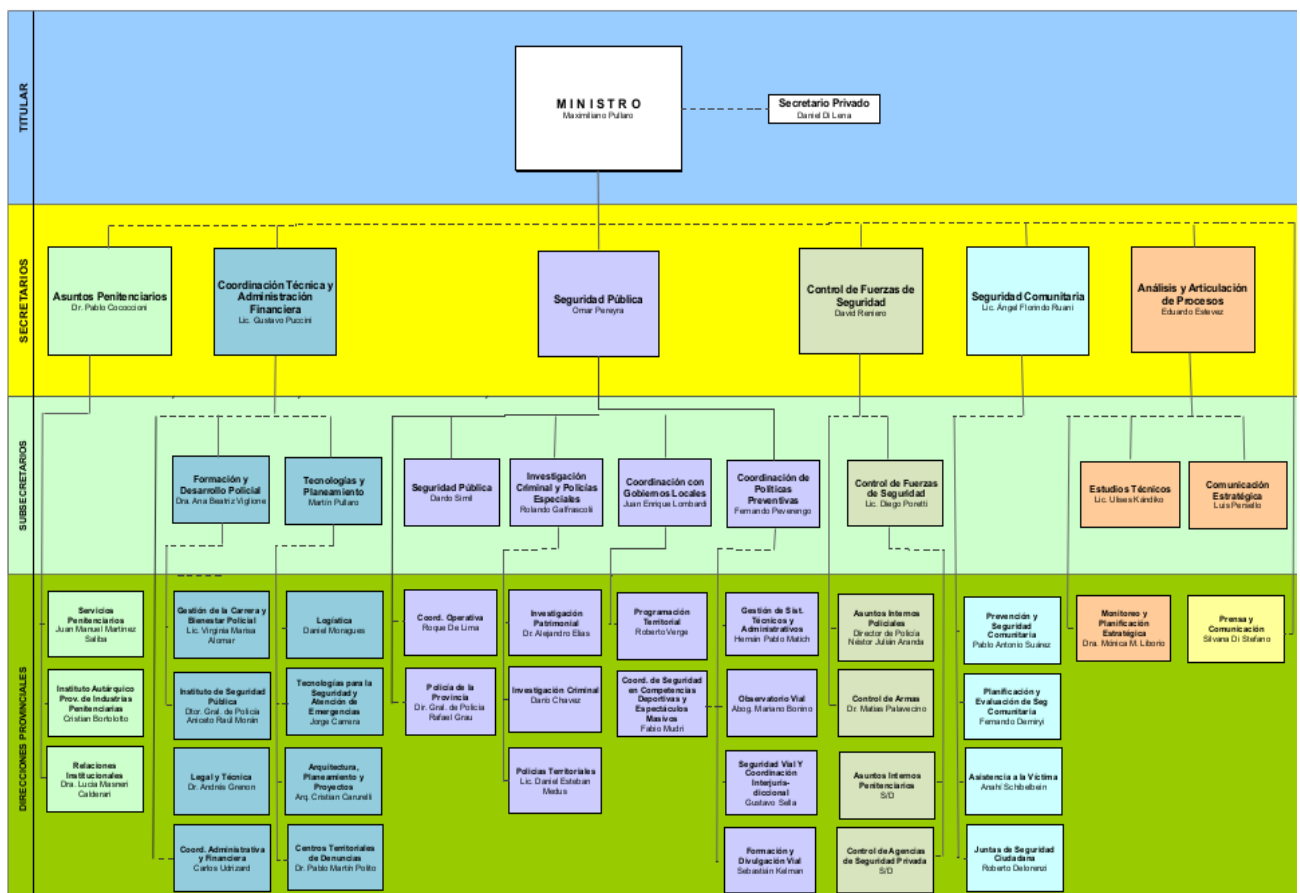 TITULAR
M I N I S T R O
Maximiliano Pullaro
Secretario Privado
Daniel Di Lena
SECRETARIOS
Asuntos Penitenciarios
Dr. Pablo Cococcioni
Coordinación Técnica y
Administración
Financiera
Lic. Gustavo Puccini
Seguridad Pública
Omar Pereyra
Control de Fuerzas de
Seguridad
David Reniero
Seguridad Comunitaria
Lic. Ángel Florindo Ruani
Análisis y Articulación
de Procesos
Eduardo Estevez
SUBSECRETARIOS
Formación y
Desarrollo Policial
Dra. Ana Beatriz Viglione
Tecnologías y
Planeamiento
Martín Pullaro
Seguridad Pública
Dardo Simil
Investigación
Criminal y Policías
Especiales
Rolando Galfrascoli
Coordinación con
Gobiernos Locales
Juan Enrique Lombardi
Coordinación de
Políticas
Preventivas
Fernando Peverengo
Control de Fuerzas
de Seguridad
Lic. Diego Poretti
Estudios Técnicos
Lic. Ulises Kándiko
Comunicación
Estratégica
Luis Persello
DIRECCIONES PROVINCIALES
Servicios
Penitenciarios
Juan Manuel Martínez
Saliba
Gestión de la Carrera y
Bienestar Policial
Lic. Virginia Marisa
Alomar
Logística
Daniel Moragues
Coord. Operativa
Roque De Lima
Investigación
Patrimonial
Dr. Alejandro Elias
Programación
Territorial
Roberto Verge
Gestión de Sist.
Técnicos y
Administrativos
Hernán Pablo Matich
Asuntos Internos
Policiales
Director de Policía
Néstor Julián Aranda
Prevención y
Seguridad
Comunitaria
Pablo Antonio Suárez
Monitoreo y
Planificación
Estratégica
Dra. Mónica M. Liborio
Prensa y
Comunicación
Silvana Di Stefano
Instituto Autárquico
Prov. de Industrias
Penitenciarias
Cristian Bortolotto
Instituto de Seguridad
Pública
Dtor. Gral. de Policía
Aniceto Raúl Morán
Tecnologías para la
Seguridad y
Atención de
Emergencias
Jorge Carrera
Policía de la
Provincia
Dir. Gral. de Policía
Rafael Grau
Investigación Criminal
Darío Chavez
Coord. de Seguridad
en Competencias
Deportivas y
Espectáculos
Masivos
Fabio Mudri
Observatorio Vial
Abog. Mariano Bonino
Control de Armas
Dr. Matías Palavecino
Planificación y
Evaluación de Seg
Comunitaria
Fernando Demiryi
Relaciones
Institucionales
Dra. Lucía Masneri
Calderari
Legal y Técnica
Dr. Andrés Grenon
Arquitectura,
Planeamiento y
Proyectos
Arq. Cristian Carurelli
Policías Territoriales
Lic. Daniel Esteban
Medus
Seguridad Vial Y
Coordinación
Interjuris-
diccional
Gustavo Sella
Asuntos Internos
Penitenciarios
S/D
Asistencia a la Víctima
Anahí Schibelbein
Coord. Administrativa
y Financiera
Carlos Udrizard
Centros Territoriales
de Denuncias
Dr. Pablo Martín Polito
Formación y
Divulgación Vial
Sebastián Kelman
Control de Agencias
de Seguridad Privada
S/D
Juntas de Seguridad
Ciudadana
Roberto Delorenzi